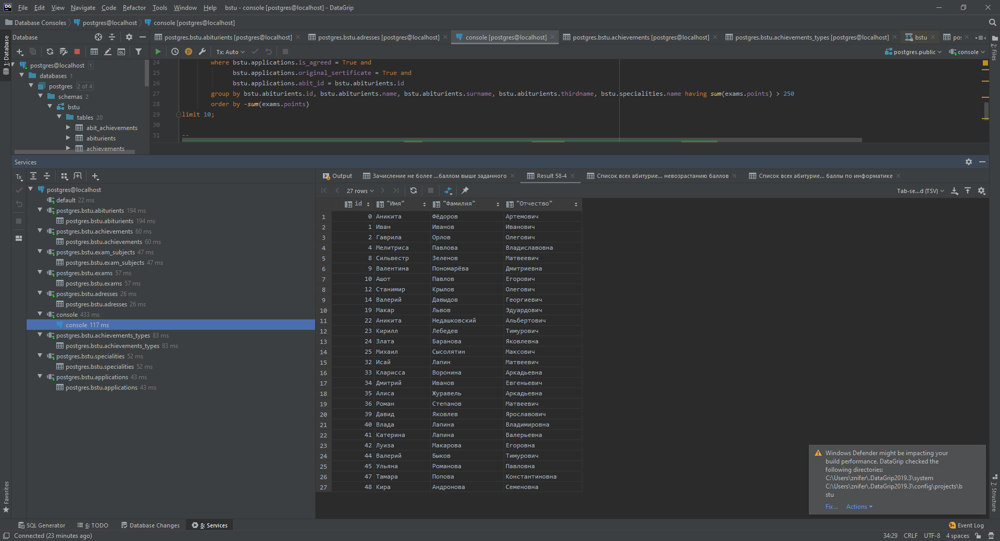 DG File Edit View Navigate Code Refactor Tools Window Help bstu - console [postgres@localhost] - DataGrip
Database Consoles postgres@localhost console [postgres@localhost]
1: Database
Database
postgres.bstu.abiturients [postgres@localhost] postgres.bstu.adresses [postgres@localhost] console [postgres@localhost] postgres.bstu.achievements [postgres@localhost] postgres.bstu.achievements_types [postgres@localhost] bstu
2: Files
Tx: Auto postgres.public console
postgres@localhost 1
databases 1
postgres 2 of 4
schemas 2
bstu
tables 20
abit_achievements
abiturients
achievements
24 where bstu.applications.is_agreed = True and
25 bstu.applications.original_sertificate = True and
26 bstu.applications.abit_id = bstu.abiturients.id
27 group by bstu.abiturients.id, bstu.abiturients.name, bstu.abiturients.surname, bstu.abiturients.thirdname, bstu.specialities.name having sum(exams.points) > 250
28 order by -sum(exams.points)
29 limit 10;
30
31 --
Services
Tx
postgres@localhost
default 22 ms
postgres.bstu.abiturients 194 ms
postgres.bstu.abiturients 194 ms
postgres.bstu.achievements 60 ms
postgres.bstu.achievements 60 ms
postgres.bstu.exam_subjects 47 ms
postgres.bstu.exam_subjects 47 ms
postgres.bstu.exams 57 ms
postgres.bstu.exams 57 ms
postgres.bstu.adresses 26 ms
postgres.bstu.adresses 26 ms
console 433 ms
console 117 ms
postgres.bstu.achievements_types 83 ms
postgres.bstu.achievements_types 83 ms
postgres.bstu.specialities 52 ms
postgres.bstu.specialities 52 ms
postgres.bstu.applications 43 ms
postgres.bstu.applications 43 ms
Output Зачисление не более ...баллом выше заданного Result 58-4 Список всех абитурие... невозрастанию баллов Список всех абитурие... баллы по информатике
27 rows Tab-se...d (TSV)
id "Имя" "Фамилия" "Отчество"
1 0 Аникита Фёдоров Артемович
2 1 Иван Иванов Иванович
3 2 Гаврила Орлов Олегович
4 4 Мелитриса Павлова Владиславовна
5 8 Сильвестр Зеленов Матвеевич
6 9 Валентина Пономарёва Дмитриевна
7 10 Ашот Павлов Егорович
8 12 Станимир Крылов Олегович
9 14 Валерий Давыдов Георгиевич
10 19 Макар Львов Эдуардович
11 22 Аникита Недашковский Альбертович
12 23 Кирилл Лебедев Тимурович
13 24 Злата Баранова Яковлевна
14 25 Михаил Сысолятин Максович
15 32 Исай Лапин Матвеевич
16 33 Кларисса Воронина Аркадьевна
17 34 Дмитрий Иванов Евгеньевич
18 35 Алиса Журавель Аркадьевна
19 36 Роман Степанов Матвеевич
20 39 Давид Яковлев Ярославович
21 40 Влада Лапина Владимировна
22 41 Катерина Лапина Валерьевна
23 42 Луиза Макарова Егоровна
24 44 Валерий Быков Тимурович
25 45 Ульяна Романова Павловна
26 47 Тамара Попова Константиновна
27 48 Кира Андронова Семеновна
Windows Defender might be impacting your
build performance. DataGrip checked the
following directories:
C:\Users\znifer\.DataGrip2019.3\system
C:\Users\znifer\.DataGrip2019.3\config\projects\b
stu
Fix... Actions
Favorites
7: Structure
SQL Generator 6: TODO Database Changes 8: Services 9+ Event Log
Connected (23 minutes ago) 34:29 CRLF UTF-8 4 spaces